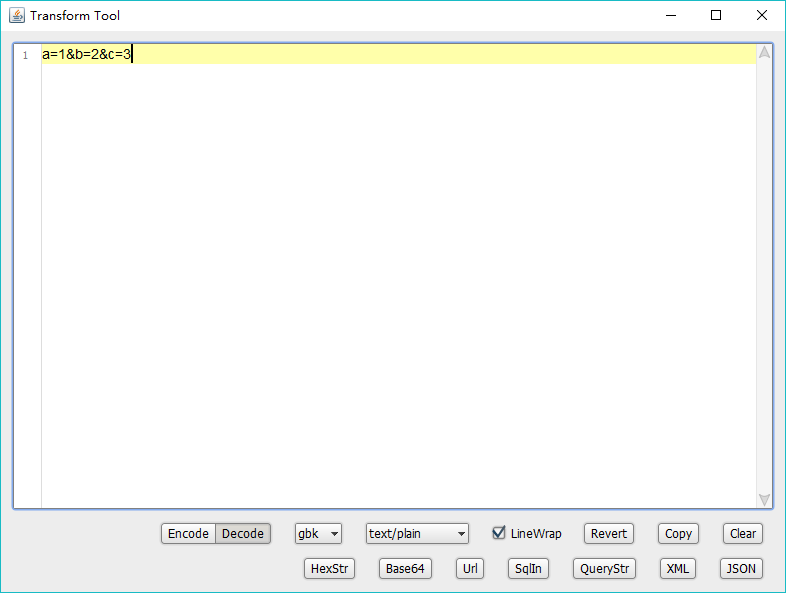 Transform Tool
1 a=1&b=2&c=3
Encode Decode gbk text/plain LineWrap Revert Copy Clear
HexStr Base64 Url SqlIn QueryStr XML JSON